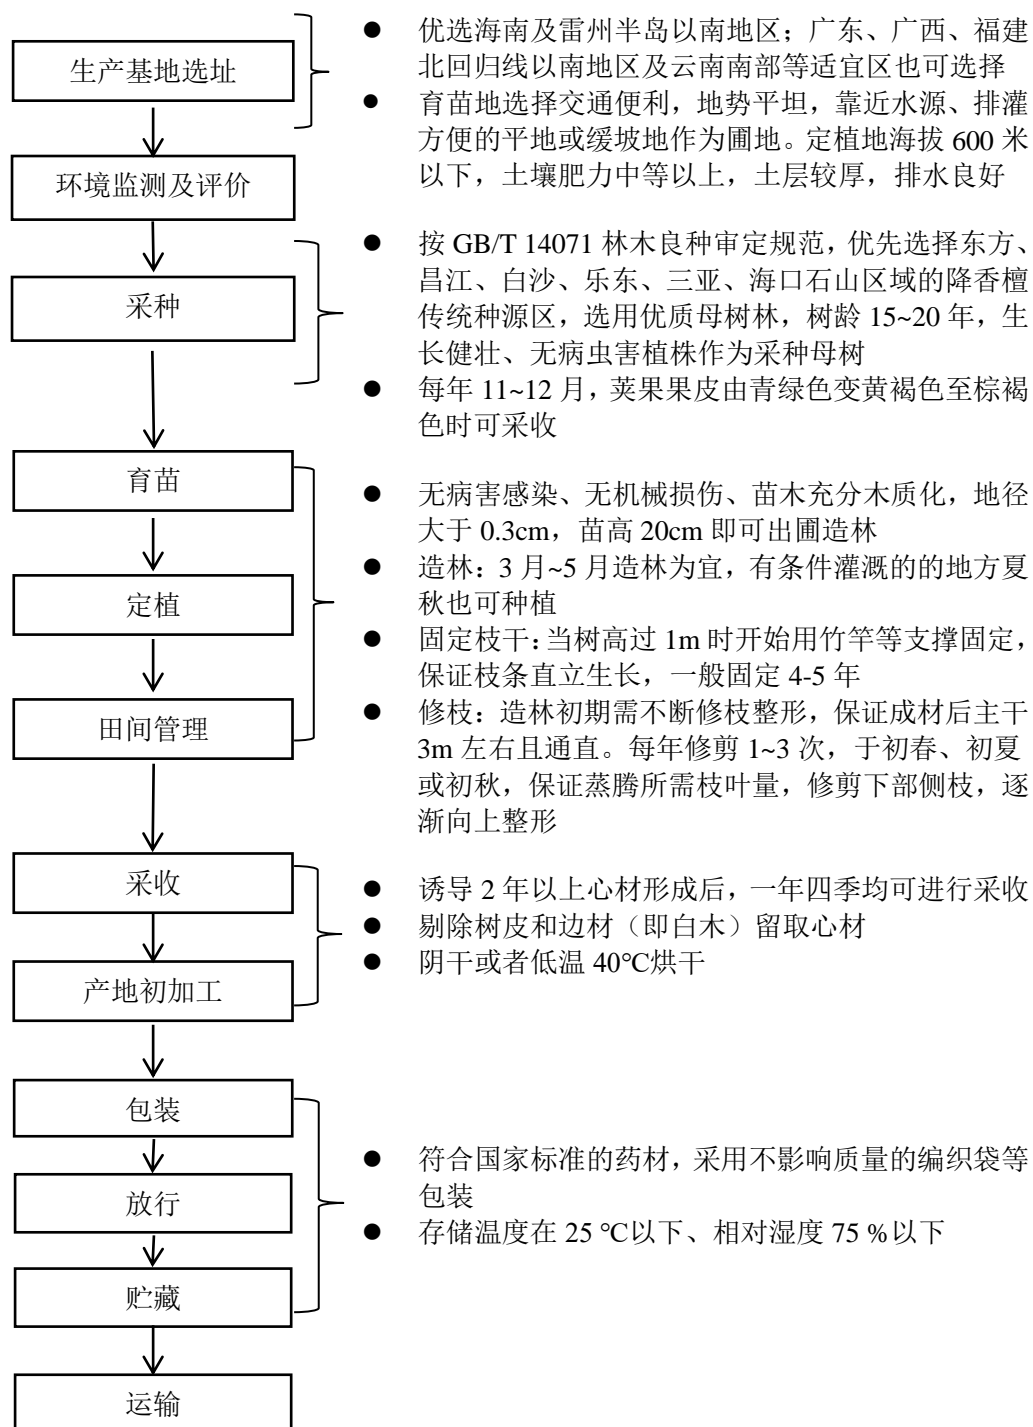 生产基地选址
优选海南及雷州半岛以南地区；广东、广西、福建
北回归线以南地区及云南南部等适宜区也可选择
育苗地选择交通便利，地势平坦，靠近水源、排灌
方便的平地或缓坡地作为圃地。定植地海拔 600 米
以下，土壤肥力中等以上，土层较厚，排水良好
环境监测及评价
采种
按 GB/T 14071 林木良种审定规范，优先选择东方、
昌江、白沙、乐东、三亚、海口石山区域的降香檀
传统种源区，选用优质母树林，树龄 15~20 年，生
长健壮、无病虫害植株作为采种母树
每年 11~12 月，荚果果皮由青绿色变黄褐色至棕褐
色时可采收
育苗
定植
田间管理
无病害感染、无机械损伤、苗木充分木质化，地径
大于 0.3cm，苗高 20cm 即可出圃造林
造林：3 月~5 月造林为宜，有条件灌溉的的地方夏
秋也可种植
固定枝干：当树高过 1m 时开始用竹竿等支撑固定，
保证枝条直立生长，一般固定 4-5 年
修枝：造林初期需不断修枝整形，保证成材后主干
3m 左右且通直。每年修剪 1~3 次，于初春、初夏
或初秋，保证蒸腾所需枝叶量，修剪下部侧枝，逐
渐向上整形
采收
产地初加工
诱导 2 年以上心材形成后，一年四季均可进行采收
剔除树皮和边材（即白木）留取心材
阴干或者低温 40℃烘干
包装
放行
贮藏
符合国家标准的药材，采用不影响质量的编织袋等
包装
存储温度在 25 ℃以下、相对湿度 75 %以下
运输